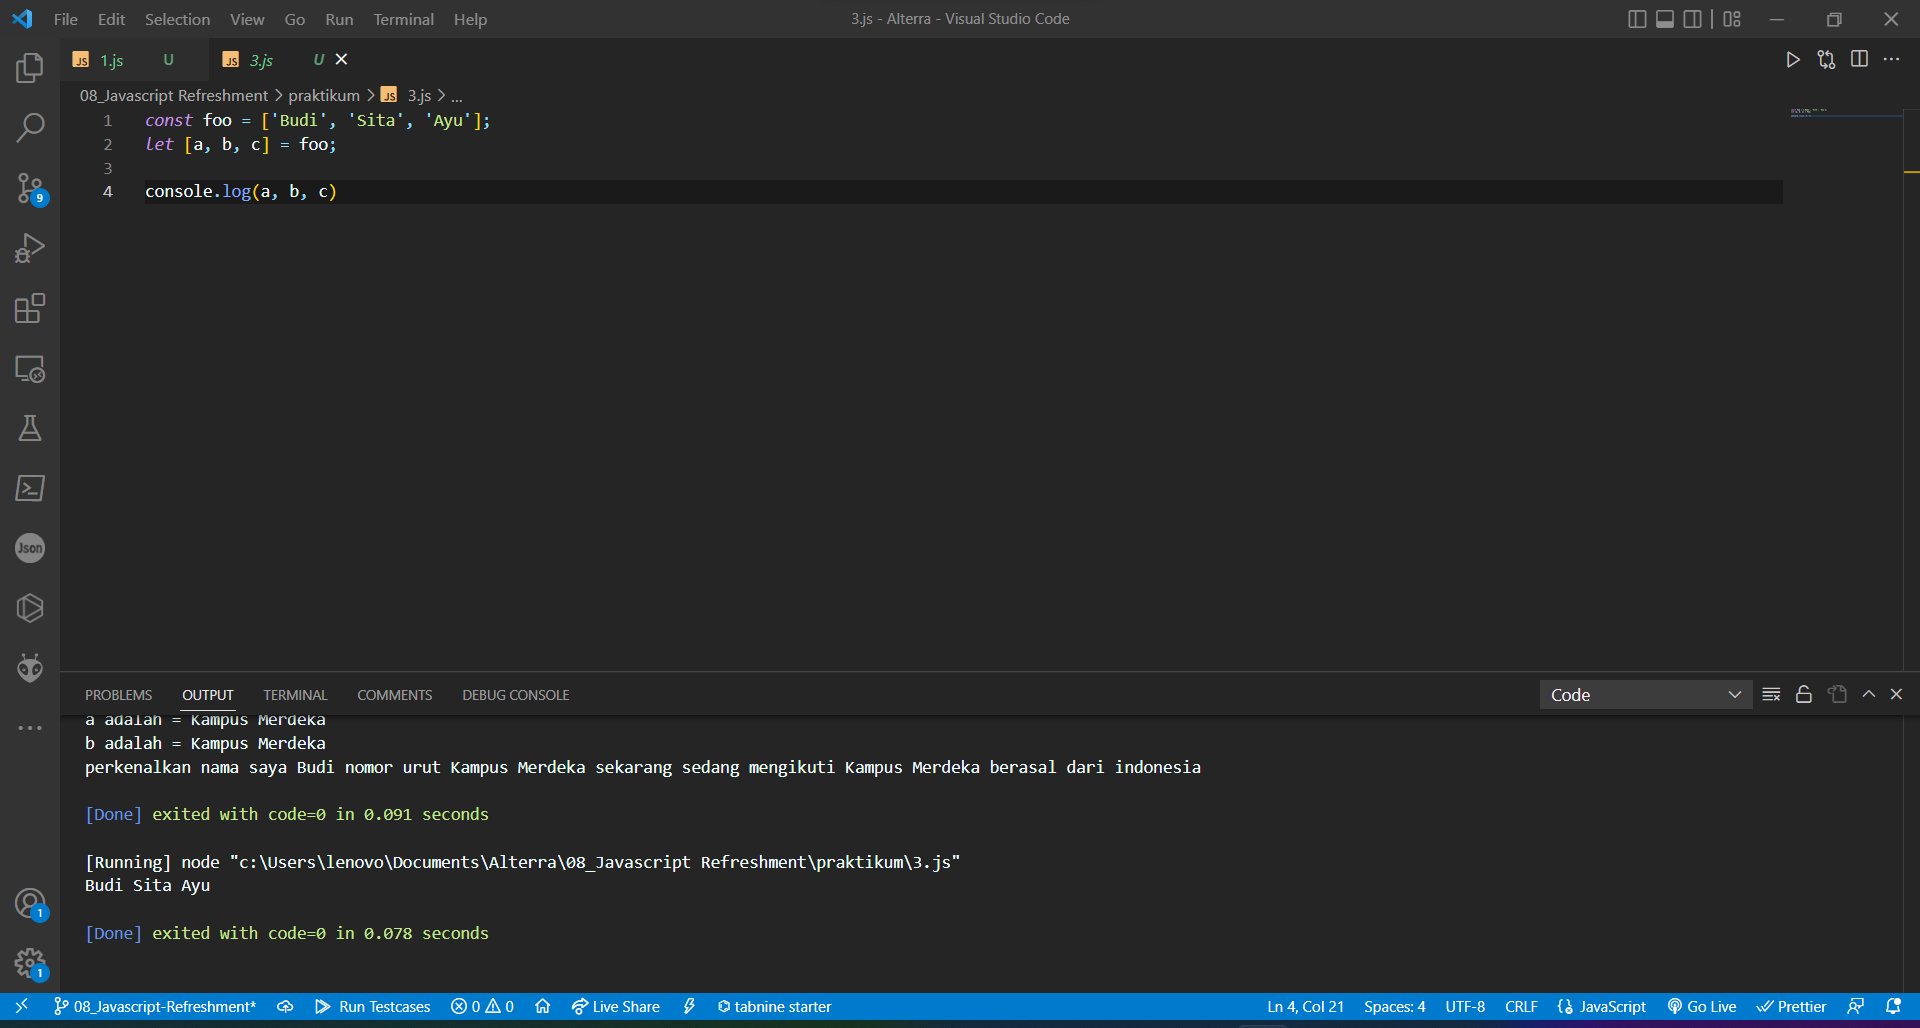 File Edit Selection View Go Run Terminal Help 3.js - Alterra - Visual Studio Code
JS 1.js U JS 3.js U
08_Javascript Refreshment > praktikum > JS 3.js > ...
1 const foo = ['Budi', 'Sita', 'Ayu'];
2 let [a, b, c] = foo;
3
4 console.log(a, b, c)
9
Json
1
1
PROBLEMS OUTPUT TERMINAL COMMENTS DEBUG CONSOLE Code
a adalah = Kampus Merdeka
b adalah = Kampus Merdeka
perkenalkan nama saya Budi nomor urut Kampus Merdeka sekarang sedang mengikuti Kampus Merdeka berasal dari indonesia
[Done] exited with code=0 in 0.091 seconds
[Running] node "c:\Users\lenovo\Documents\Alterra\08_Javascript Refreshment\praktikum\3.js"
Budi Sita Ayu
[Done] exited with code=0 in 0.078 seconds
08_Javascript-Refreshment* Run Testcases 0 0 Live Share tabnine starter Ln 4, Col 21 Spaces: 4 UTF-8 CRLF JavaScript Go Live Prettier